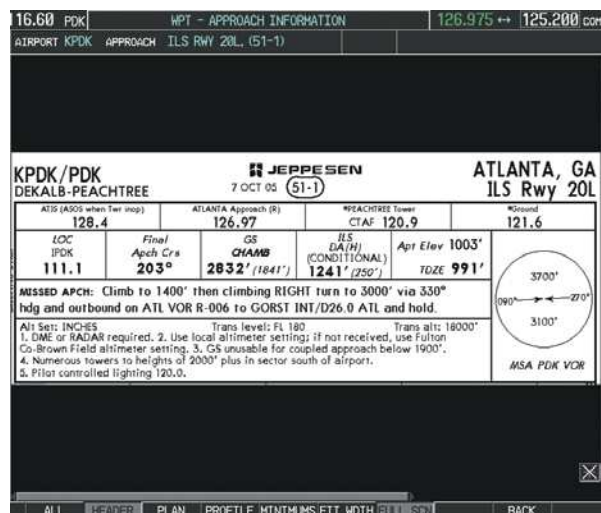 116.60 PDK WPT – APPROACH INFORMATION 126.975 ↔ 125.200 COM
AIRPORT KPDK APPROACH ILS RWY 20L, (51-1)
KPDK/PDK JEPPESEN ATLANTA, GA
DEKALB-PEACHTREE 7 OCT 05 (51-1) ILS Rwy 20L
ATIS (ASOS when Twr inop) ATLANTA Approach (R) *PEACHTREE Tower *Ground
128.4 126.97 CTAF 120.9 121.6
LOC Final GS ILS
IPDK Apch Crs CHAMB DA(H) Apt Elev 1003'
(CONDITIONAL)
111.1 203° 2832' (1841') 1241' (250') TDZE 991'
3700'
090° 270°
3100'
MSA PDK VOR
MISSED APCH: Climb to 1400' then climbing RIGHT turn to 3000' via 330°
hdg and outbound on ATL VOR R-006 to GORST INT/D26.0 ATL and hold.
Alt Set: INCHES Trans level: FL 180 Trans alt: 18000'
1. DME or RADAR required. 2. Use local altimeter setting; if not received, use Fulton
Co-Brown Field altimeter setting. 3. GS unusable for coupled approach below 1900'.
4. Numerous towers to heights of 2000' plus in sector south of airport.
5. Pilot controlled lighting 120.0.
ALL HEADER PLAN PROFILE MINIMUMS FIT WDTH FULL SCN BACK